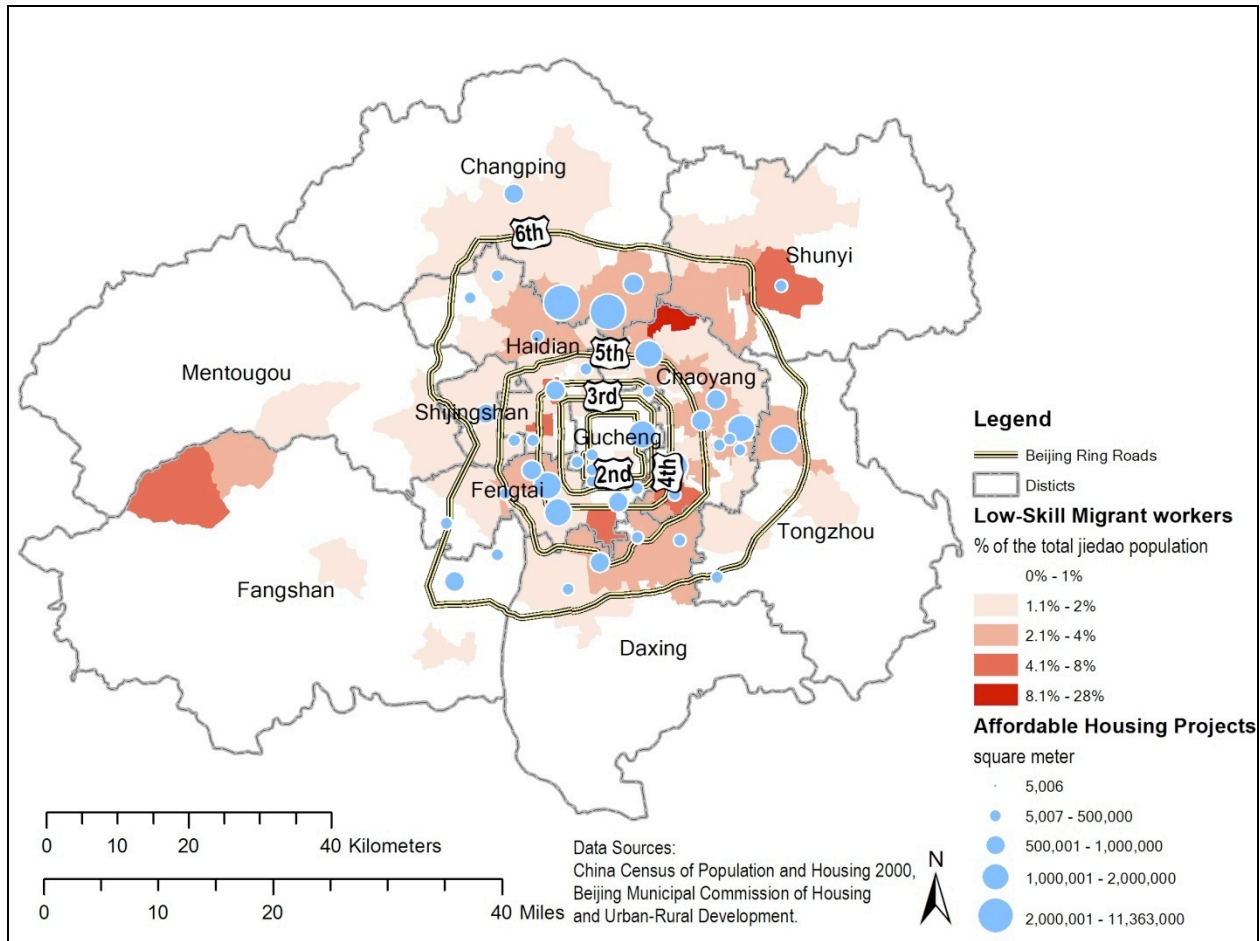 Changping
6th
Shunyi
Haidian
5th
Mentougou
Chaoyang
3rd
Shijingshan
Gucheng
2nd
4th
Fengtai
Tongzhou
Fangshan
Daxing
Legend
Beijing Ring Roads
Disticts
Low-Skill Migrant workers
% of the total jiedao population
0% - 1%
1.1% - 2%
2.1% - 4%
4.1% - 8%
8.1% - 28%
Affordable Housing Projects
square meter
5,006
5,007 - 500,000
500,001 - 1,000,000
1,000,001 - 2,000,000
2,000,001 - 11,363,000
0 10 20 40 Kilometers
0 10 20 40 Miles
Data Sources:
China Census of Population and Housing 2000,
Beijing Municipal Commission of Housing
and Urban-Rural Development.
N